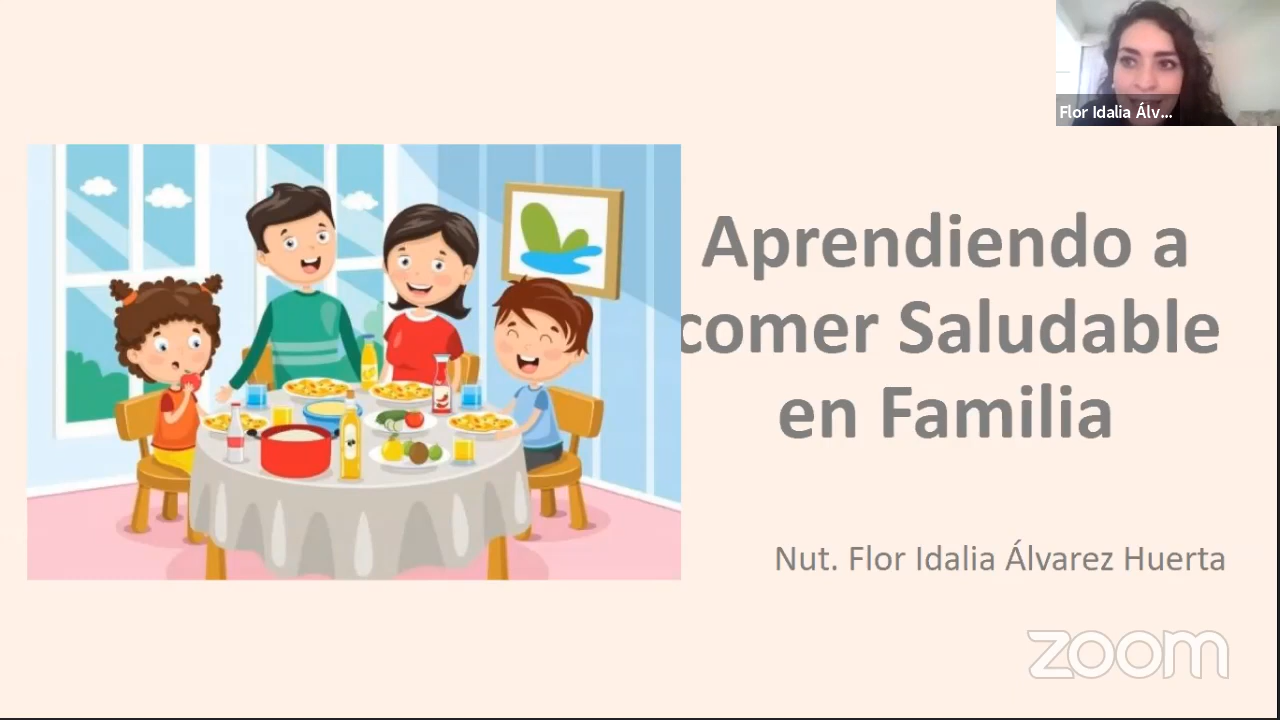 Flor Idalia Álv...
Aprendiendo a
comer Saludable
en Familia
Nut. Flor Idalia Álvarez Huerta
zoom